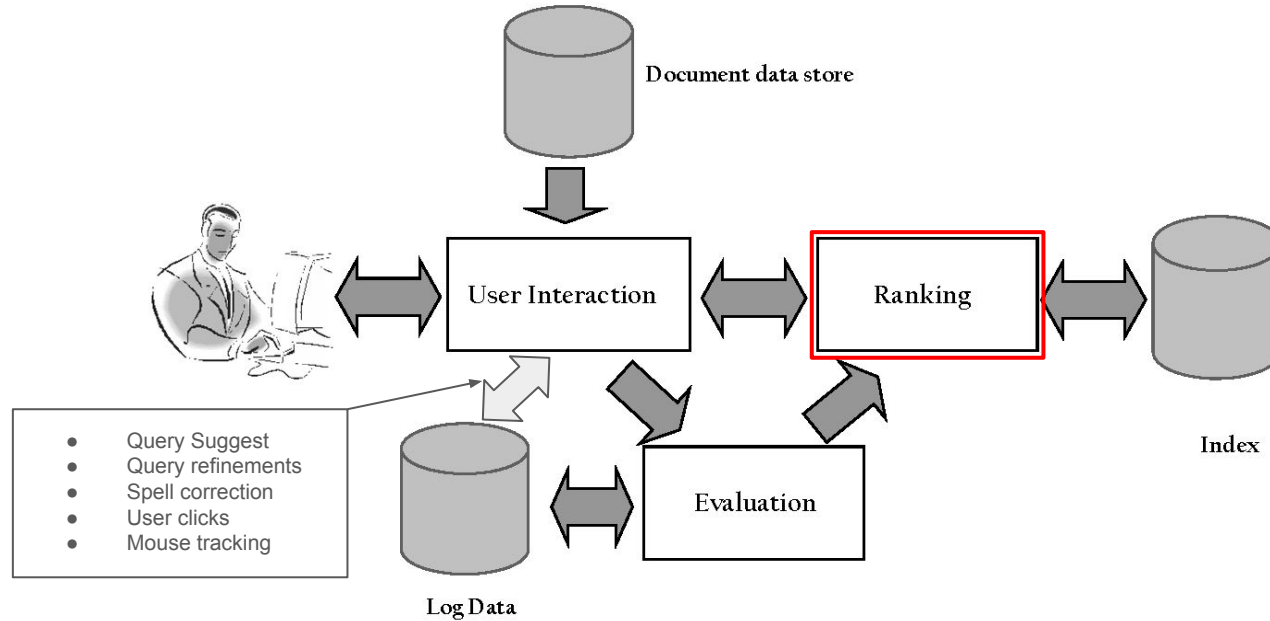 Document data store
User Interaction
Ranking
● Query Suggest
● Query refinements
● Spell correction
● User clicks
● Mouse tracking
Index
Evaluation
Log Data